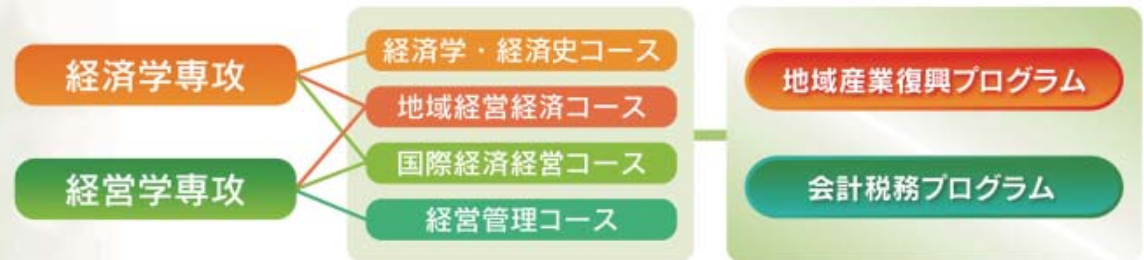 経済学専攻
経営学専攻
経済学・経済史コース
地域経営経済コース
国際経済経営コース
経営管理コース
地域産業復興プログラム
会計税務プログラム